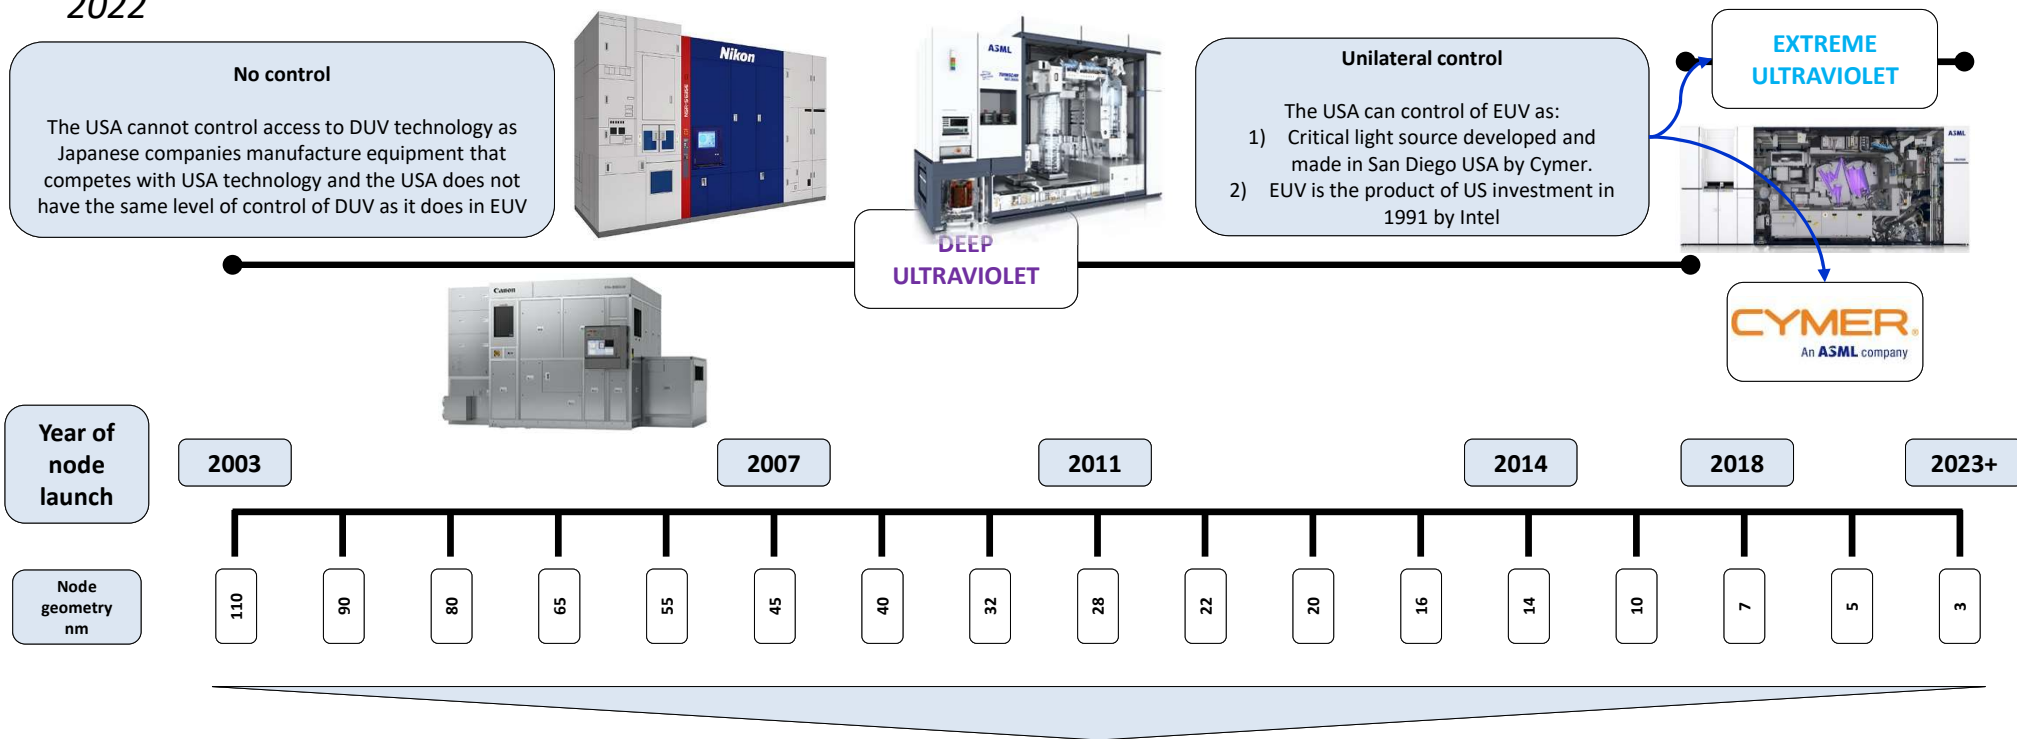 2022
No control
The USA cannot control access to DUV technology as
Japanese companies manufacture equipment that
competes with USA technology and the USA does not
have the same level of control of DUV as it does in EUV
Nikon
ASML
Unilateral control
The USA can control of EUV as:
1) Critical light source developed and
made in San Diego USA by Cymer.
2) EUV is the product of US investment in
1991 by Intel
EXTREME
ULTRAVIOLET
ASML
DEEP
ULTRAVIOLET
Canon
CYMER®
An ASML company
Year of
node
launch
2003
2007
2011
2014
2018
2023+
Node
geometry
nm
110
90
80
65
55
45
40
32
28
22
20
16
14
10
7
5
3